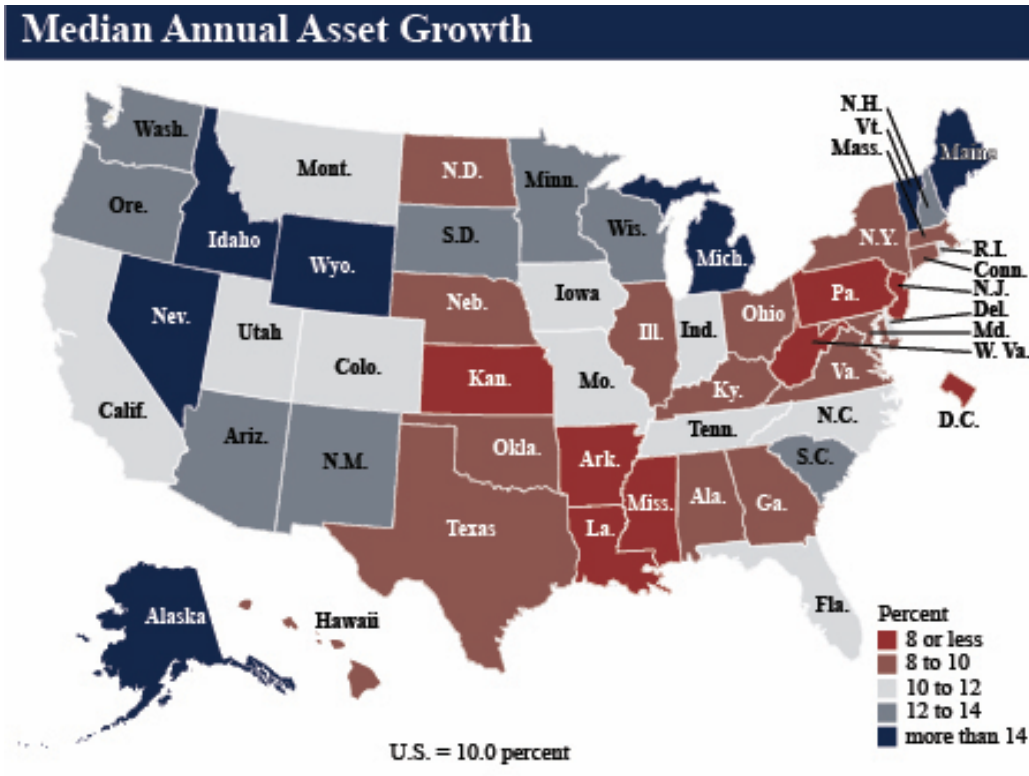 Median Annual Asset Growth
N.H.
Vt.
Mass.
Maine
Wash.
Mont.
N.D.
Minn.
Ore.
Idaho
S.D.
Wis.
Mich.
N.Y.
R.I.
Conn.
N.J.
Del.
Md.
W. Va.
Wyo.
Nev.
Utah
Neb.
Iowa
Ill.
Ind.
Ohio
Pa.
Colo.
Kan.
Mo.
Ky.
Va.
D.C.
Calif.
Ariz.
N.M.
Okla.
Ark.
Tenn.
N.C.
S.C.
Texas
La.
Miss.
Ala.
Ga.
Fla.
Alaska
Hawaii
Percent
8 or less
8 to 10
10 to 12
12 to 14
more than 14
U.S. = 10.0 percent